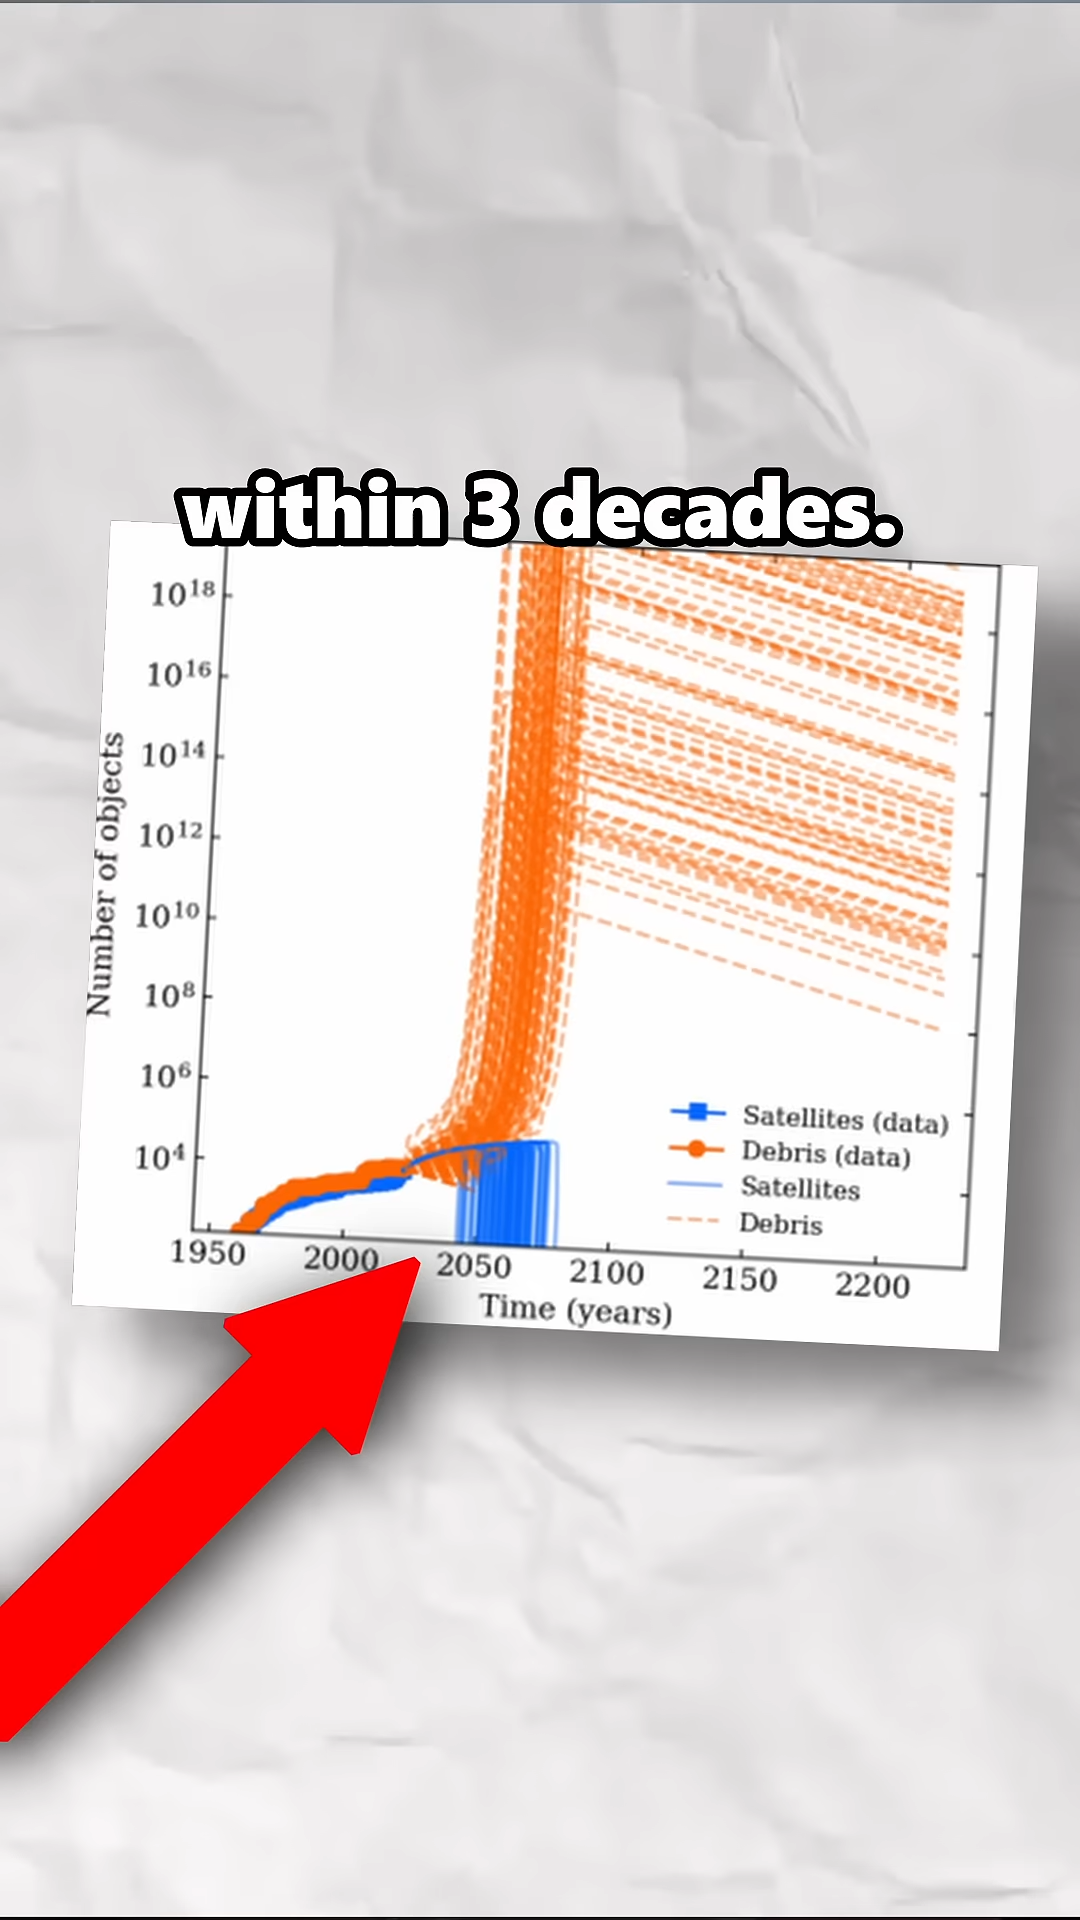 within 3 decades.
10¹⁸
10¹⁶
10¹⁴
10¹²
10¹⁰
10⁸
10⁶
10⁴
Number of objects
Satellites (data)
Debris (data)
Satellites
Debris
1950 2000 2050 2100 2150 2200
Time (years)